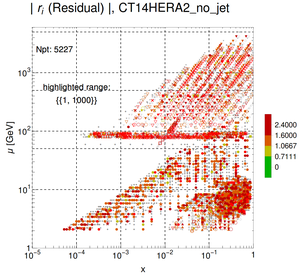 | rᵢ (Residual) |, CT14HERA2_no_jet
Npt: 5227
highlighted range:
{{1, 1000}}
μ [GeV]
10³
10²
10¹
1
10⁻⁵ 10⁻⁴ 10⁻³ 10⁻² 10⁻¹ 1
x
2.4000
1.6000
1.0667
0.7111
0